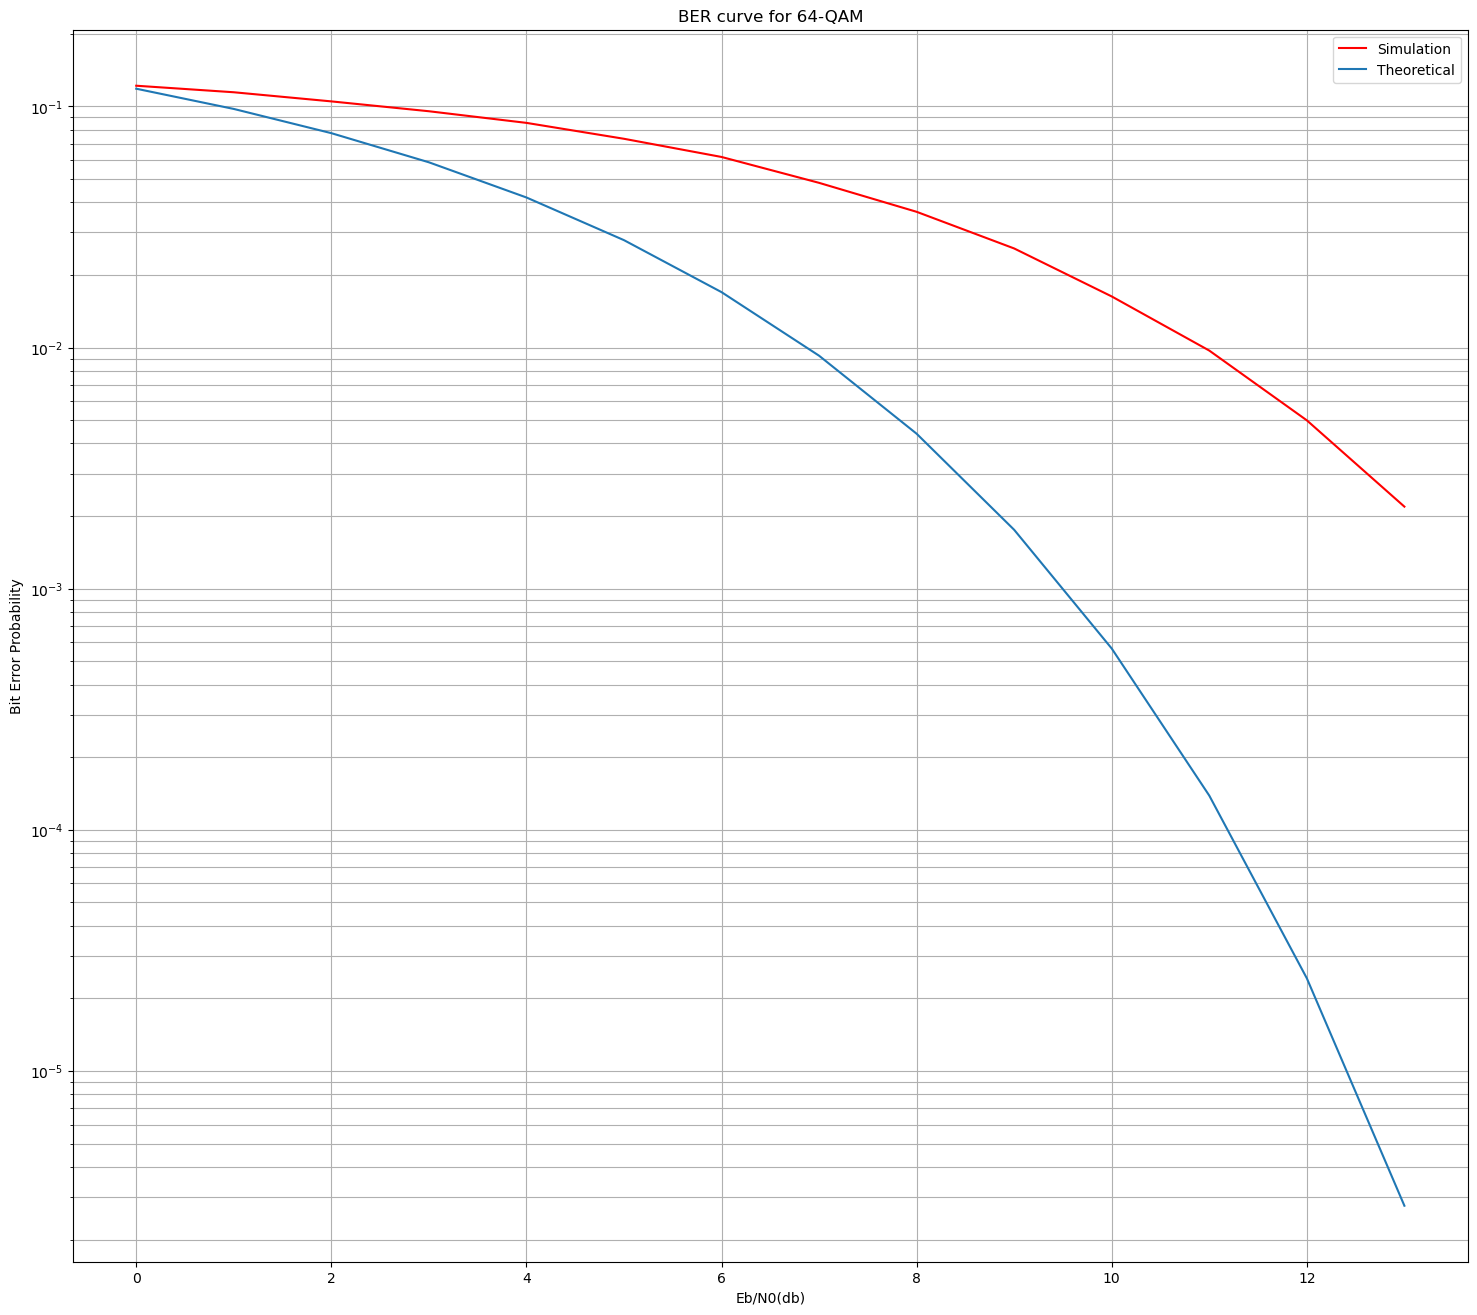 BER curve for 64-QAM
Simulation
Theoretical
Bit Error Probability
10⁻¹
10⁻²
10⁻³
10⁻⁴
10⁻⁵
0 2 4 6 8 10 12
Eb/N0(db)